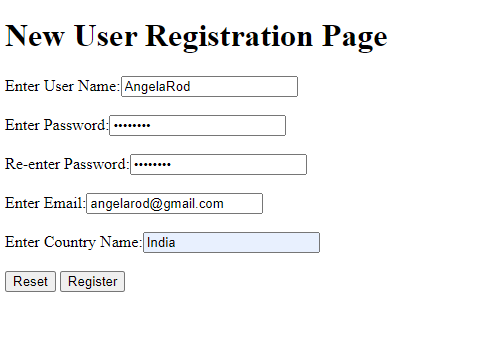 New User Registration Page
Enter User Name: AngelaRod
Enter Password: ••••••••
Re-enter Password: ••••••••
Enter Email: angelarod@gmail.com
Enter Country Name: India
Reset Register